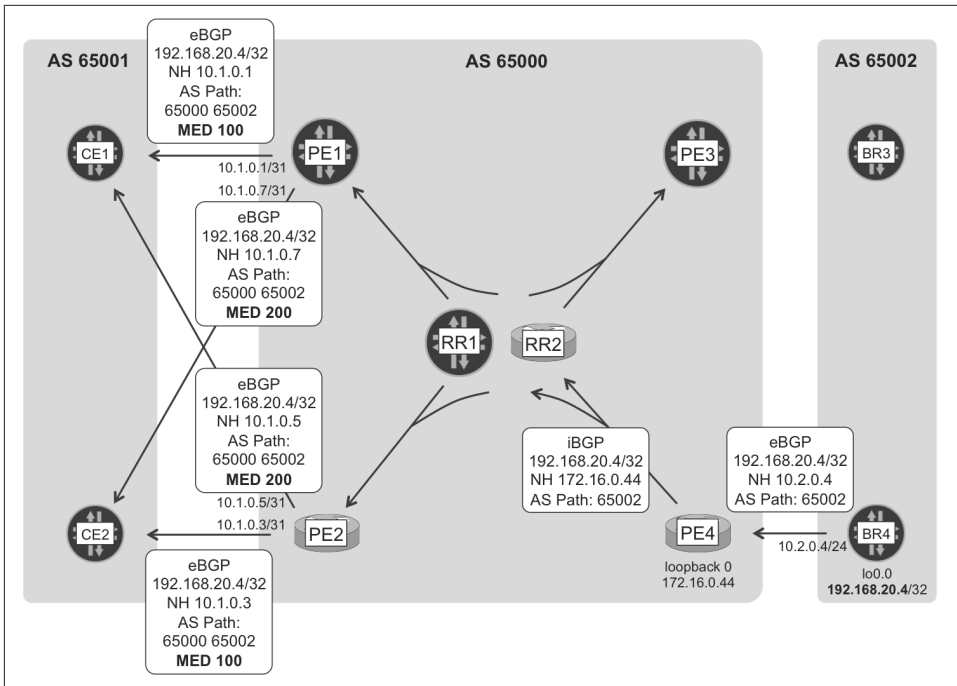 AS 65001
AS 65000
AS 65002
eBGP
192.168.20.4/32
NH 10.1.0.1
AS Path:
65000 65002
MED 100
CE1
PE1
PE3
BR3
10.1.0.1/31
10.1.0.7/31
eBGP
192.168.20.4/32
NH 10.1.0.7
AS Path:
65000 65002
MED 200
RR1
RR2
eBGP
192.168.20.4/32
NH 10.1.0.5
AS Path:
65000 65002
MED 200
iBGP
192.168.20.4/32
NH 172.16.0.44
AS Path: 65002
eBGP
192.168.20.4/32
NH 10.2.0.4
AS Path: 65002
10.1.0.5/31
10.1.0.3/31
CE2
PE2
PE4
BR4
10.2.0.4/24
loopback 0
172.16.0.44
lo0.0
192.168.20.4/32
eBGP
192.168.20.4/32
NH 10.1.0.3
AS Path:
65000 65002
MED 100